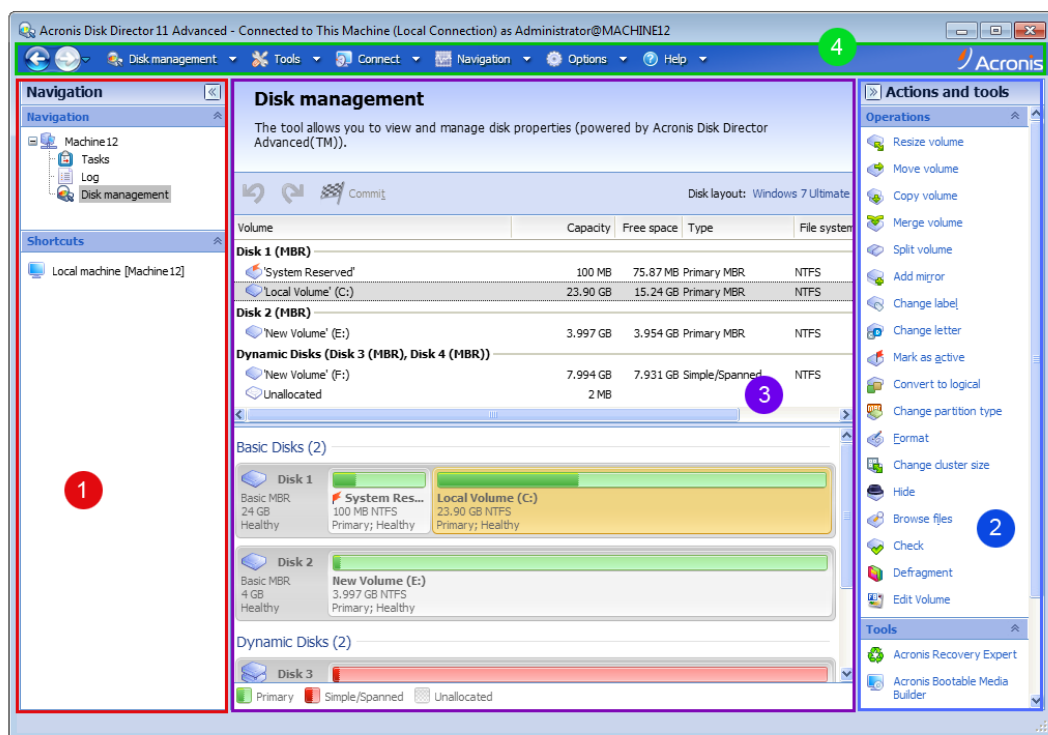 Acronis Disk Director 11 Advanced - Connected to This Machine (Local Connection) as Administrator@MACHINE12
4
Disk management Tools Connect Navigation Options Help Acronis
Navigation
Navigation
Machine12
Tasks
Log
Disk management
Shortcuts
Local machine [Machine12]
1
Disk management
The tool allows you to view and manage disk properties (powered by Acronis Disk Director
Advanced(TM)).
Commit Disk layout: Windows 7 Ultimate
Volume Capacity Free space Type File system
Disk 1 (MBR)
'System Reserved' 100 MB 75.87 MB Primary MBR NTFS
'Local Volume' (C:) 23.90 GB 15.24 GB Primary MBR NTFS
Disk 2 (MBR)
'New Volume' (E:) 3.997 GB 3.954 GB Primary MBR NTFS
Dynamic Disks (Disk 3 (MBR), Disk 4 (MBR))
'New Volume' (F:) 7.994 GB 7.931 GB Simple/Spanned NTFS
Unallocated 2 MB
3
Basic Disks (2)
Disk 1
Basic MBR
24 GB
Healthy
System Res...
100 MB NTFS
Primary; Healthy
Local Volume (C:)
23.90 GB NTFS
Primary; Healthy
Disk 2
Basic MBR
4 GB
Healthy
New Volume (E:)
3.997 GB NTFS
Primary; Healthy
Dynamic Disks (2)
Disk 3
Primary Simple/Spanned Unallocated
Actions and tools
Operations
Resize volume
Move volume
Copy volume
Merge volume
Split volume
Add mirror
Change label
Change letter
Mark as active
Convert to logical
Change partition type
Format
Change cluster size
Hide
Browse files
2
Check
Defragment
Edit Volume
Tools
Acronis Recovery Expert
Acronis Bootable Media
Builder